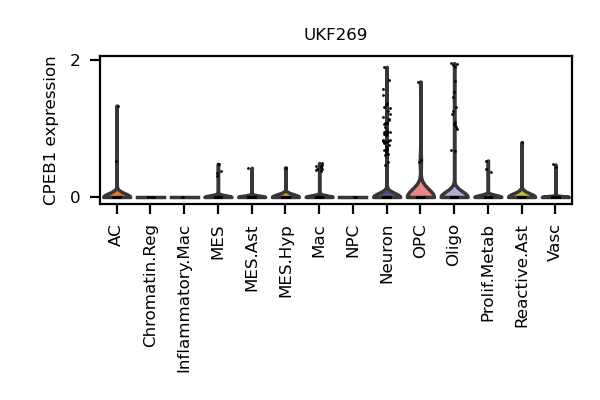 UKF269
CPEB1 expression
2
0
AC
Chromatin.Reg
Inflammatory.Mac
MES
MES.Ast
MES.Hyp
Mac
NPC
Neuron
OPC
Oligo
Prolif.Metab
Reactive.Ast
Vasc